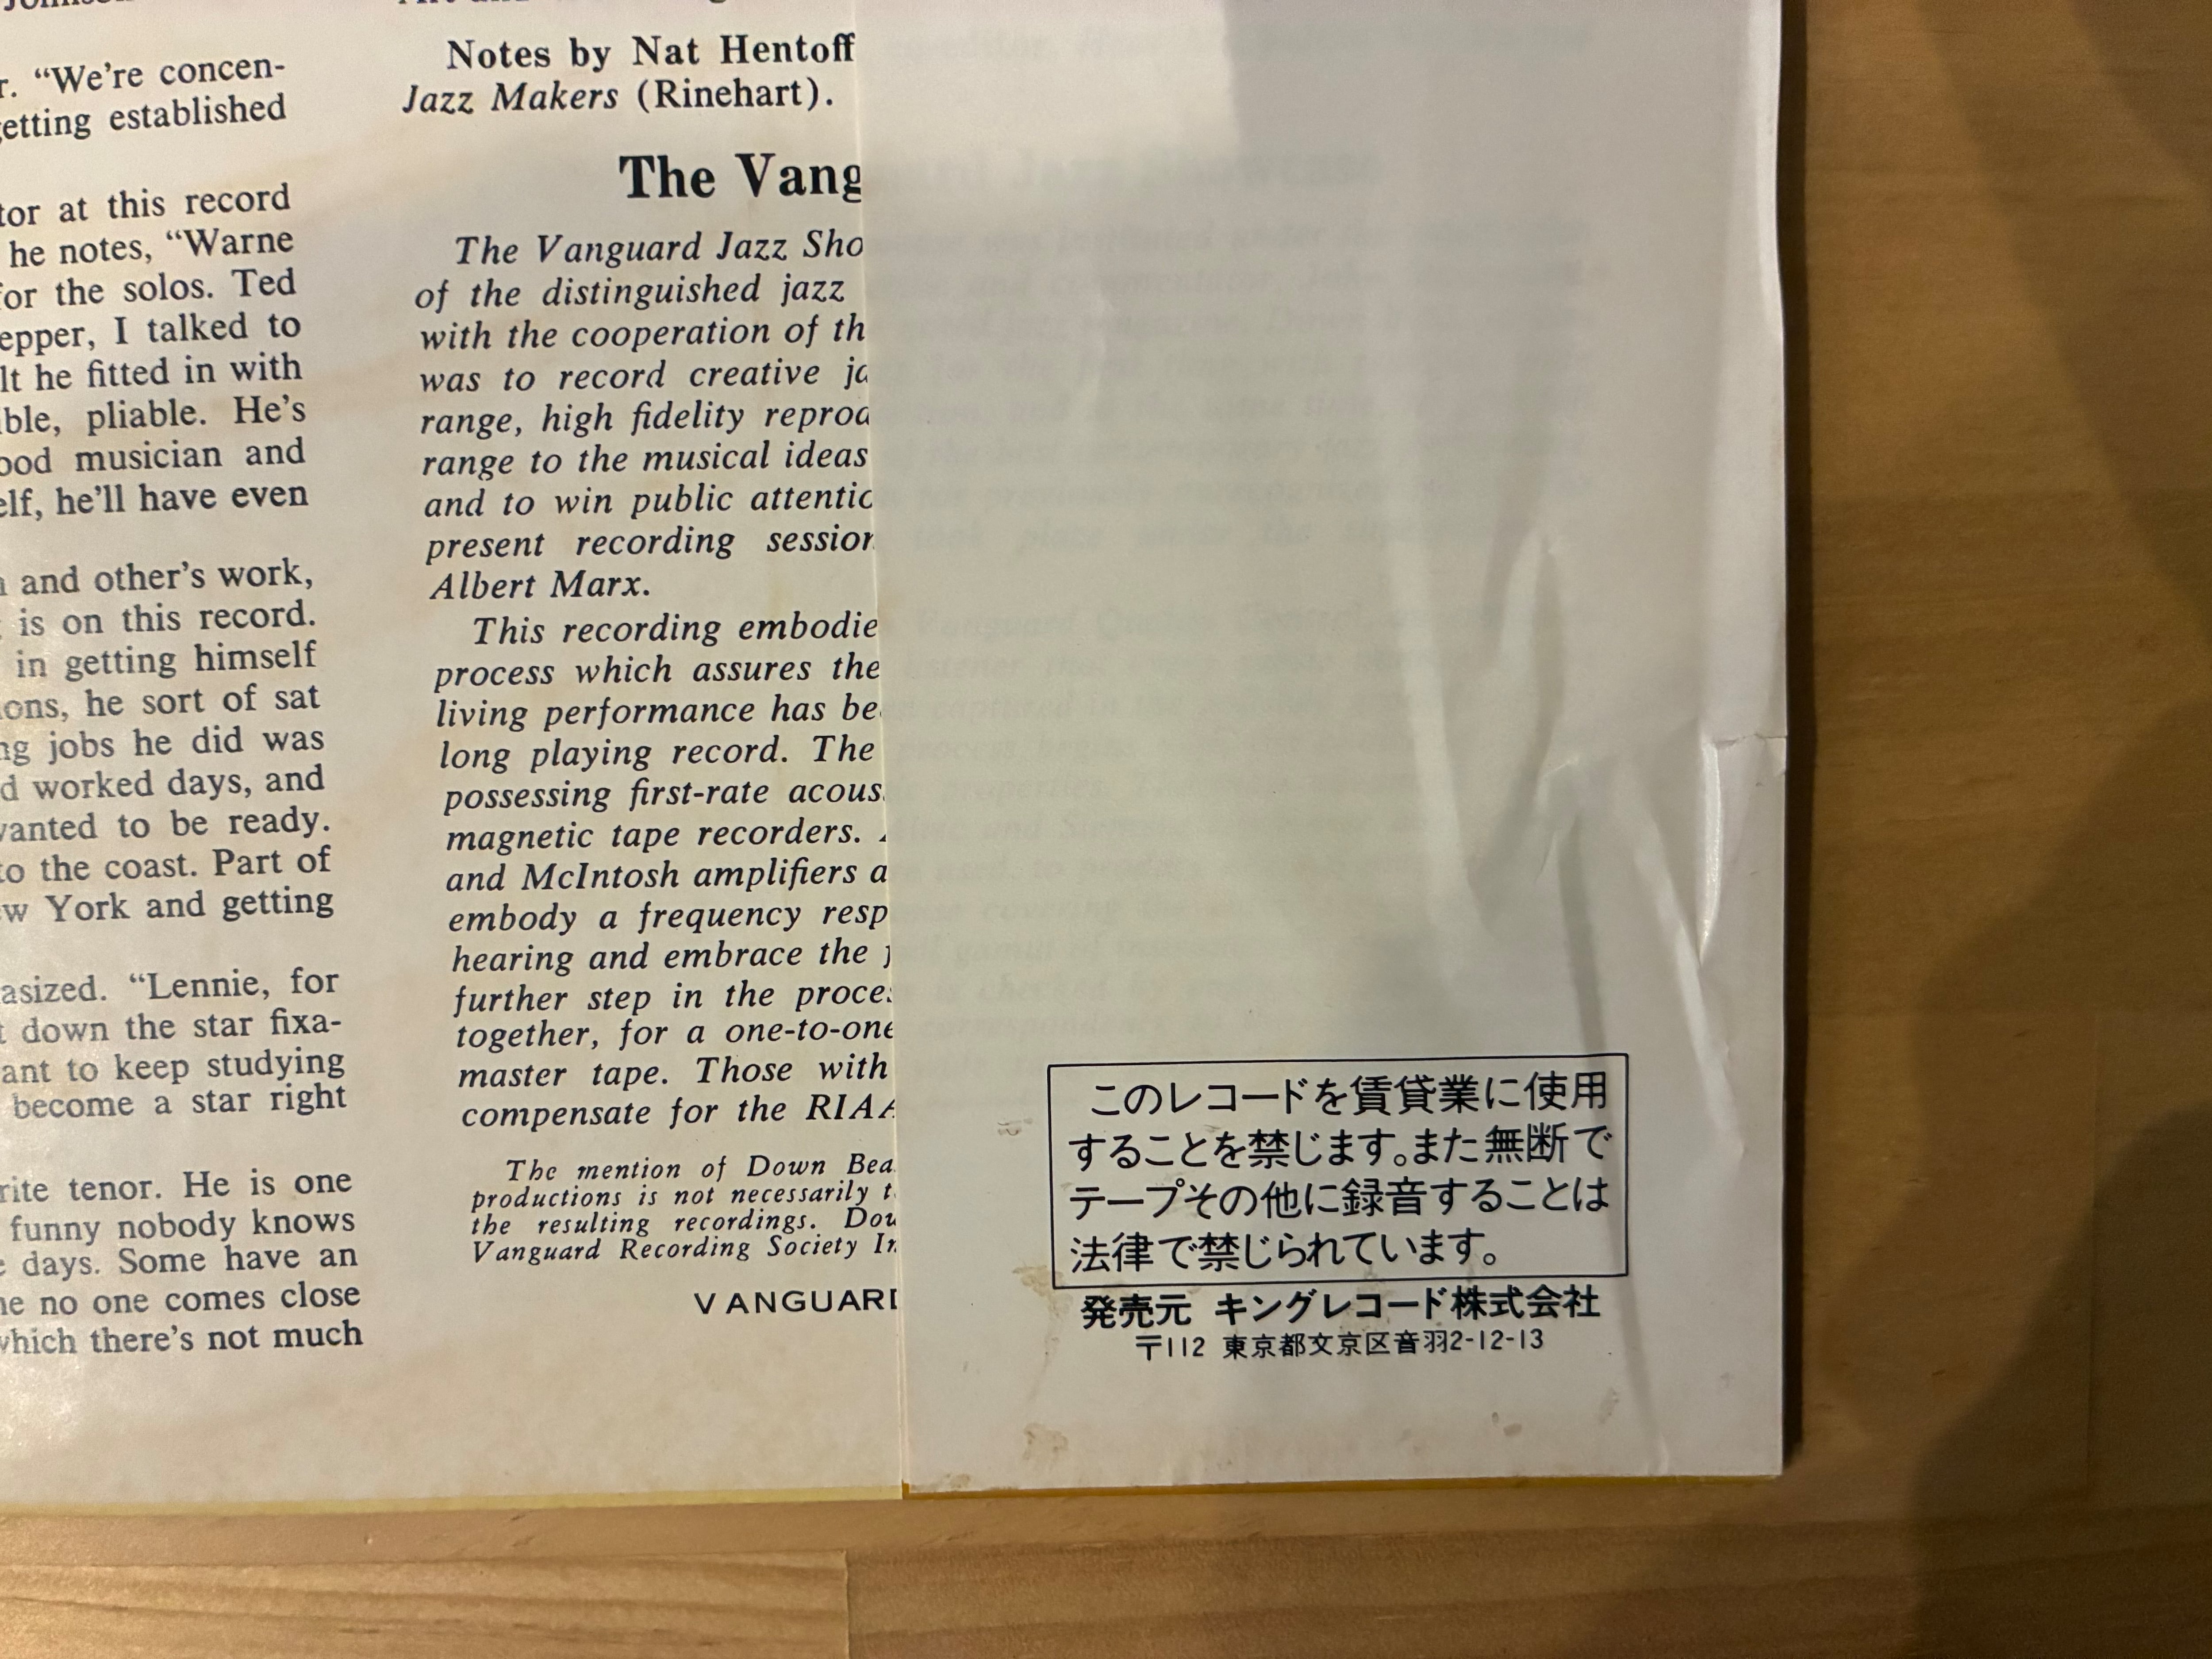 r. “We're concen-
getting established
tor at this record
he notes, “Warne
for the solos. Ted
epper, I talked to
lt he fitted in with
ible, pliable. He's
ood musician and
elf, he'll have even
and other's work,
is on this record.
in getting himself
ions, he sort of sat
ng jobs he did was
d worked days, and
wanted to be ready.
to the coast. Part of
ew York and getting
asized. “Lennie, for
t down the star fixa-
ant to keep studying
become a star right
rite tenor. He is one
funny nobody knows
e days. Some have an
ne no one comes close
which there's not much
Notes by Nat Hentoff
Jazz Makers (Rinehart).
The Vang
The Vanguard Jazz Sho
of the distinguished jazz
with the cooperation of th
was to record creative ja
range, high fidelity reprod
range to the musical ideas
and to win public attentio
present recording session
Albert Marx.
This recording embodie
process which assures the
living performance has be
long playing record. The
possessing first-rate acous
magnetic tape recorders.
and McIntosh amplifiers a
embody a frequency resp
hearing and embrace the
further step in the proces
together, for a one-to-one
master tape. Those with
compensate for the RIAA
The mention of Down Bea
productions is not necessarily t
the resulting recordings. Dow
Vanguard Recording Society In
VANGUARD
このレコードを賃貸業に使用
することを禁じます。また無断で
テープその他に録音することは
法律で禁じられています。
発売元 キングレコード株式会社
〒112 東京都文京区音羽2-12-13